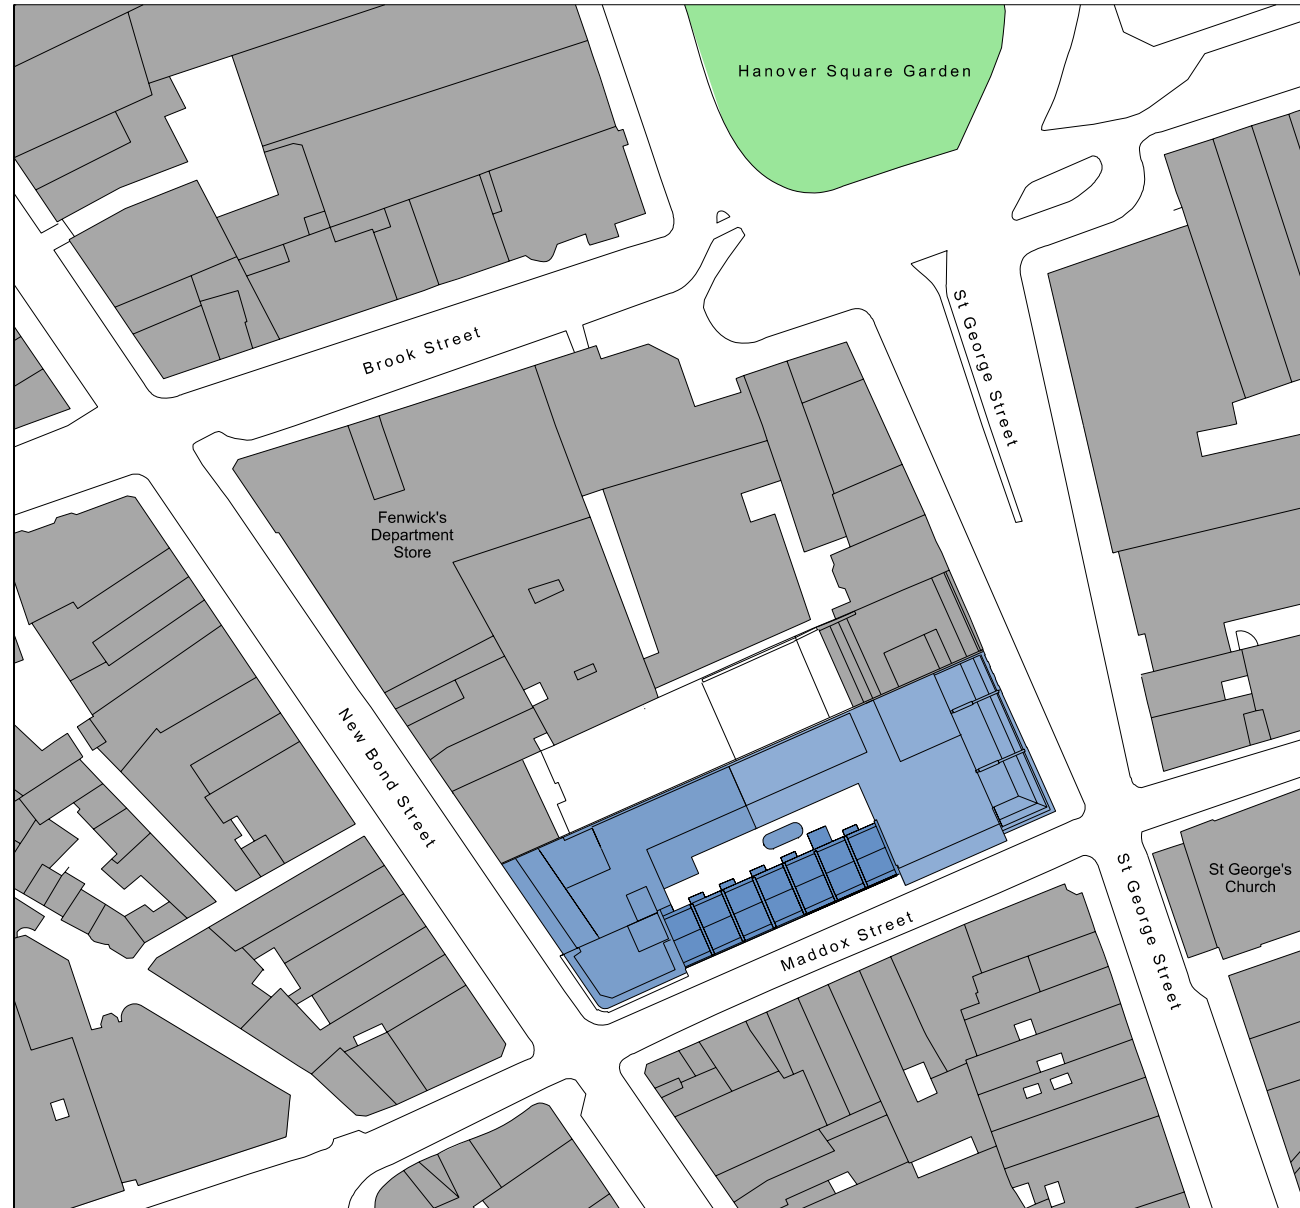 Hanover Square Garden
Brook Street
St George Street
Fenwick's
Department
Store
New Bond Street
St George's
Church
Maddox Street
St George Street